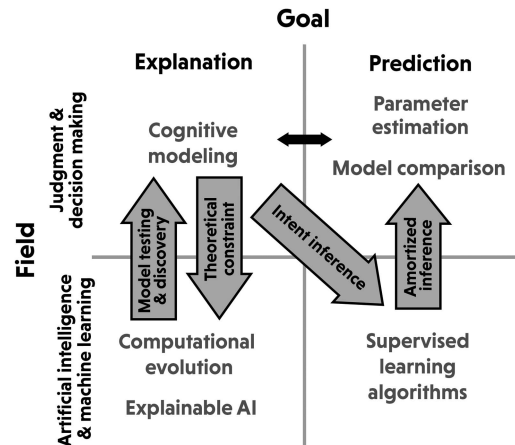 Goal
Explanation
Prediction
Field
Judgment &
decision making
Cognitive
modeling
Parameter
estimation
Model comparison
Model testing
& discovery
Theoretical
constraint
Intent inference
Amortized
inference
Artificial intelligence
& machine learning
Computational
evolution
Explainable AI
Supervised
learning
algorithms